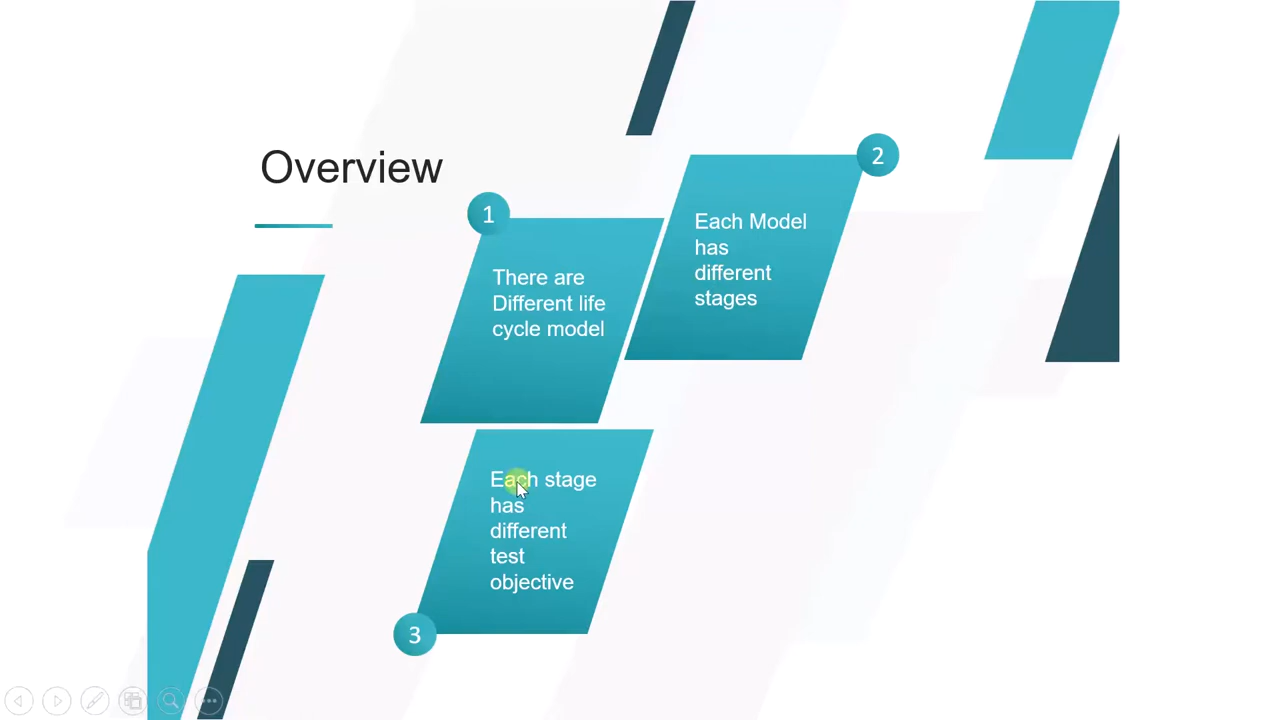 Overview
1
There are
Different life
cycle model
2
Each Model
has
different
stages
Each stage
has
different
test
objective
3